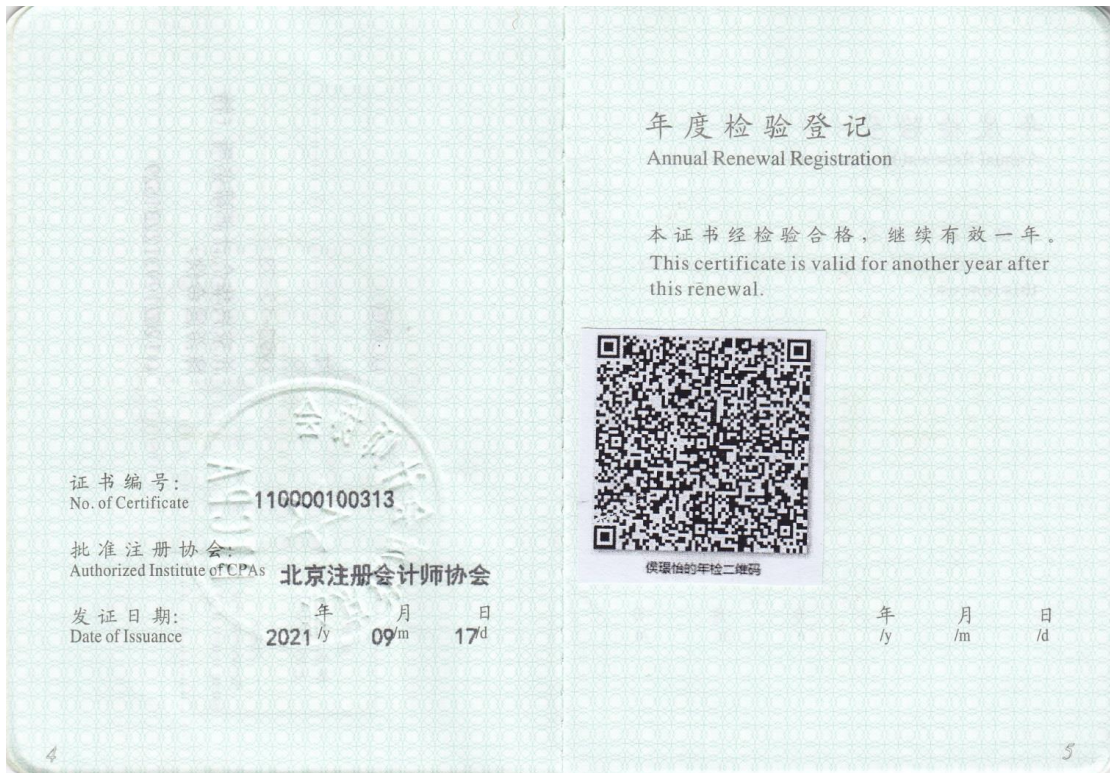 证书编号:
No. of Certificate
110000100313
批准注册协会:
Authorized Institute of CPAs
北京注册会计师协会
发证日期:
Date of Issuance
2021 年 /y 09 月 /m 17 日 /d
4
年度检验登记
Annual Renewal Registration
本证书经检验合格，继续有效一年。
This certificate is valid for another year after
this renewal.
侯璟怡的年检二维码
年 月 日
/y /m /d
5